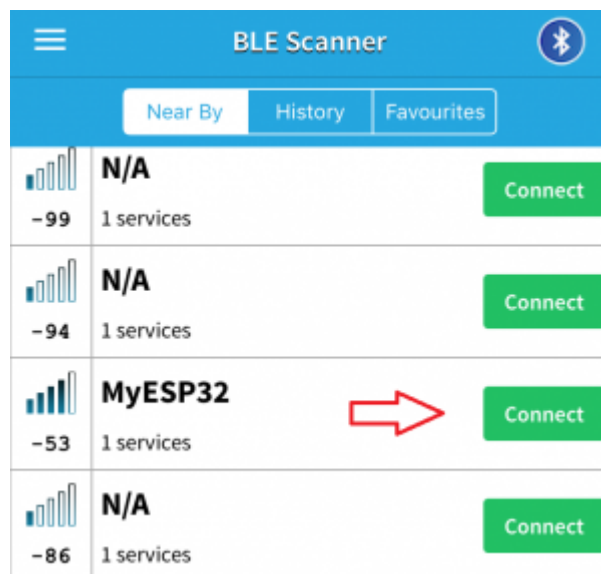 BLE Scanner
Near By History Favourites
N/A
Connect
-99 1 services
N/A
Connect
-94 1 services
MyESP32
Connect
-53 1 services
N/A
Connect
-86 1 services